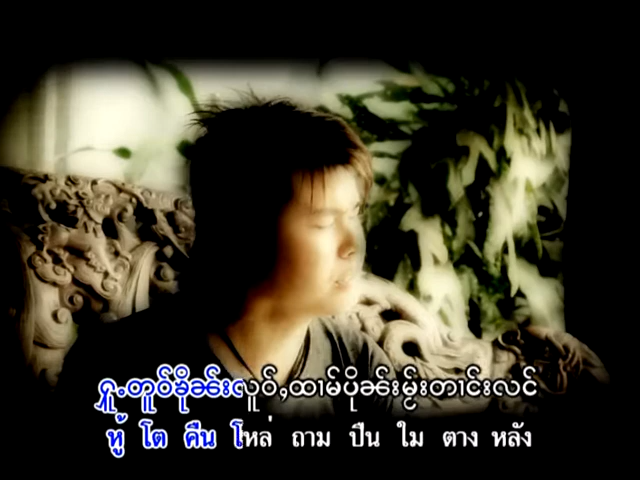 ႁူႉတူဝ်ၶိုၼ်းလူဝ်ႇထၢမ်ပိုၼ်းမႂ်းတၢင်းလင်
หู้ โต คืน โหล่ ถาม ปืน ใม ตาง หลัง